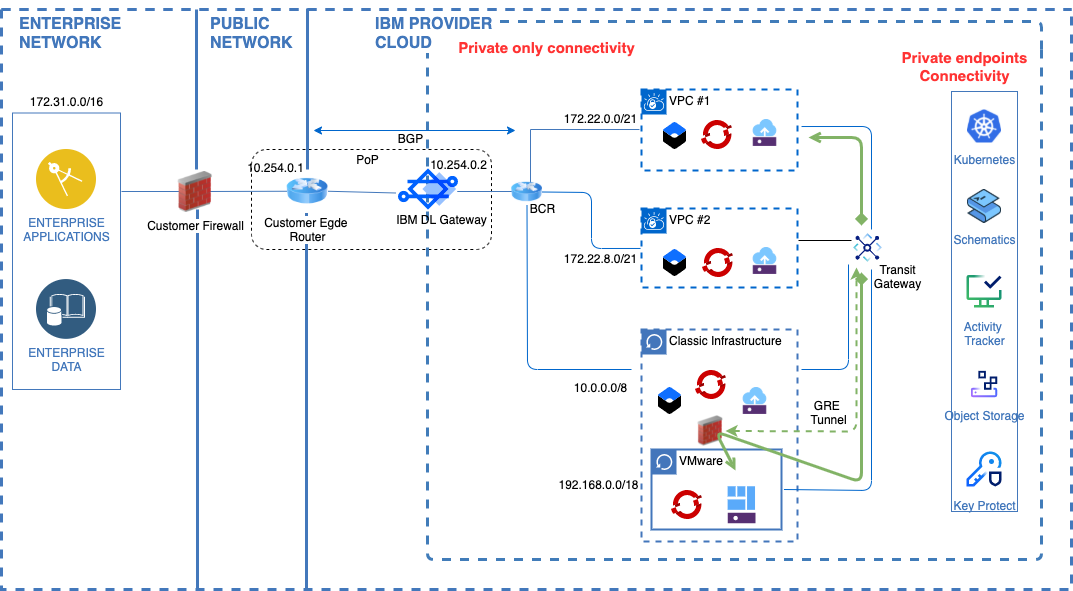 ENTERPRISE
NETWORK
PUBLIC
NETWORK
IBM PROVIDER
CLOUD
Private only connectivity
Private endpoints
Connectivity
172.31.0.0/16
ENTERPRISE
APPLICATIONS
ENTERPRISE
DATA
Customer Firewall
BGP
PoP
10.254.0.1
10.254.0.2
Customer Egde
Router
IBM DL Gateway
BCR
172.22.0.0/21
VPC #1
172.22.8.0/21
VPC #2
Transit
Gateway
10.0.0.0/8
Classic Infrastructure
GRE
Tunnel
192.168.0.0/18
VMware
Kubernetes
Schematics
Activity
Tracker
Object Storage
Key Protect